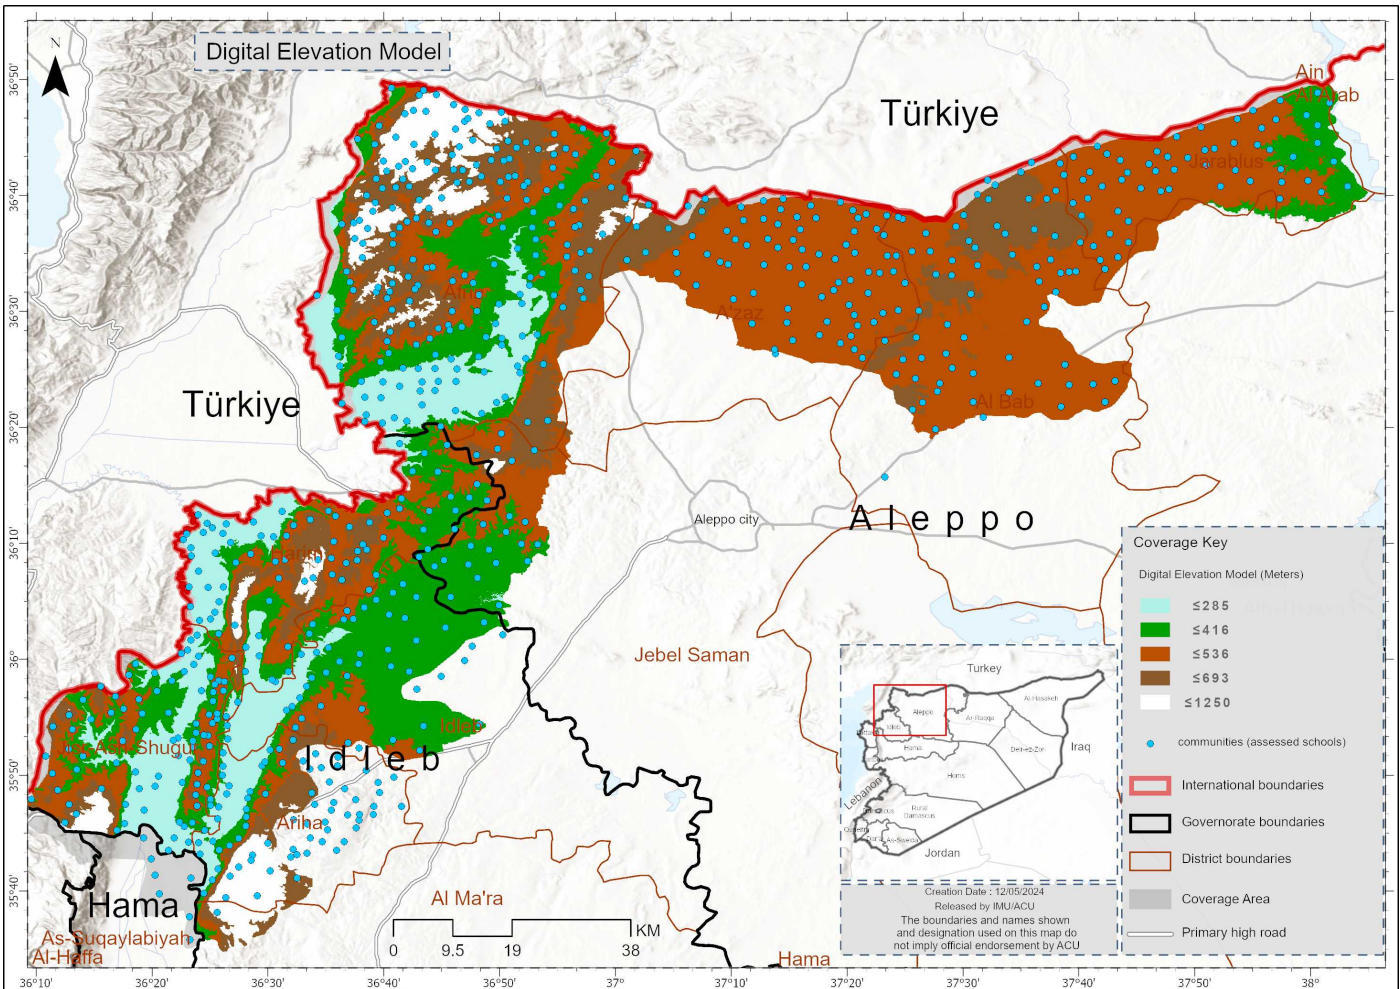 Digital Elevation Model
N
Türkiye
Ain
Al Arab
Jarablus
Afrin
A'zaz
Türkiye
Al Bab
Aleppo city
Aleppo
Harim
Jebel Saman
Idleb
Jisr-Ash-Shugur
Idleb
Ariha
Hama
As-Suqaylabiyah
Al-Haffa
Al Ma'ra
Hama
0 9.5 19 38
KM
Coverage Key
Digital Elevation Model (Meters)
≤285
≤416
≤536
≤693
≤1250
communities (assessed schools)
International boundaries
Governorate boundaries
District boundaries
Coverage Area
Primary high road
Turkey
Al-Hasakeh
Aleppo
Ar-Raqqa
Idleb
Hama
Deir-ez-Zor
Iraq
Homs
Lebanon
Rural
Damascus
As-Sweida
Jordan
Creation Date : 12/05/2024
Released by IMU/ACU
The boundaries and names shown
and designation used on this map do
not imply official endorsement by ACU
36°50'
36°40'
36°30'
36°20'
36°10'
36°
35°50'
35°40'
36°10' 36°20' 36°30' 36°40' 36°50' 37° 37°10' 37°20' 37°30' 37°40' 37°50' 38°